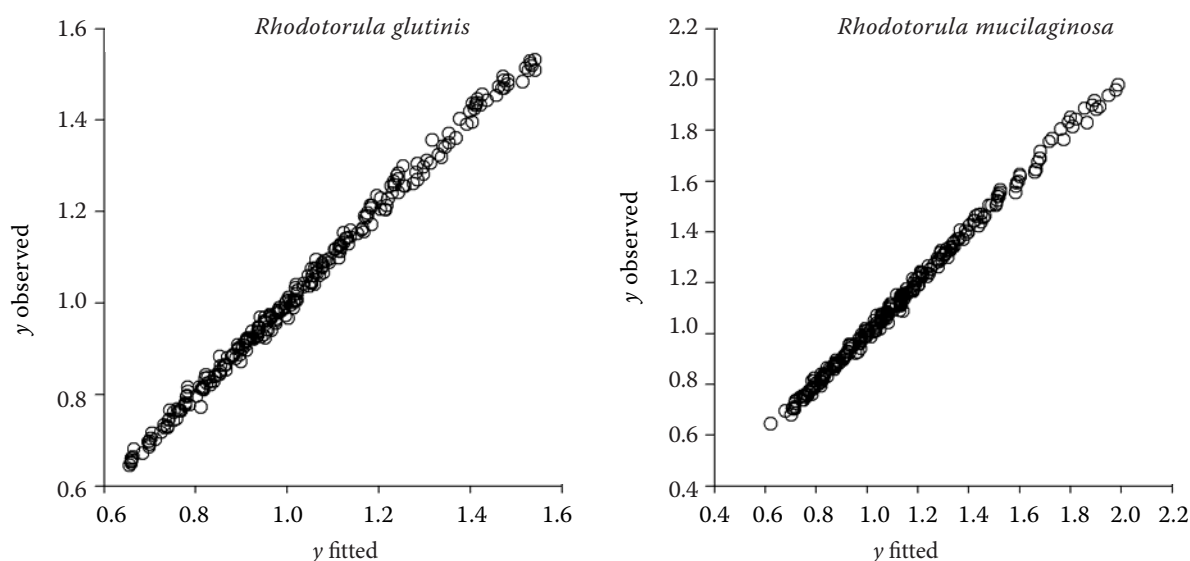 Rhodotorula glutinis
1.6
1.4
1.2
1.0
0.8
0.6
y observed
0.6 0.8 1.0 1.2 1.4 1.6
y fitted
Rhodotorula mucilaginosa
2.2
2.0
1.8
1.6
1.4
1.2
1.0
0.8
0.6
0.4
y observed
0.4 0.6 0.8 1.0 1.2 1.4 1.6 1.8 2.0 2.2
y fitted